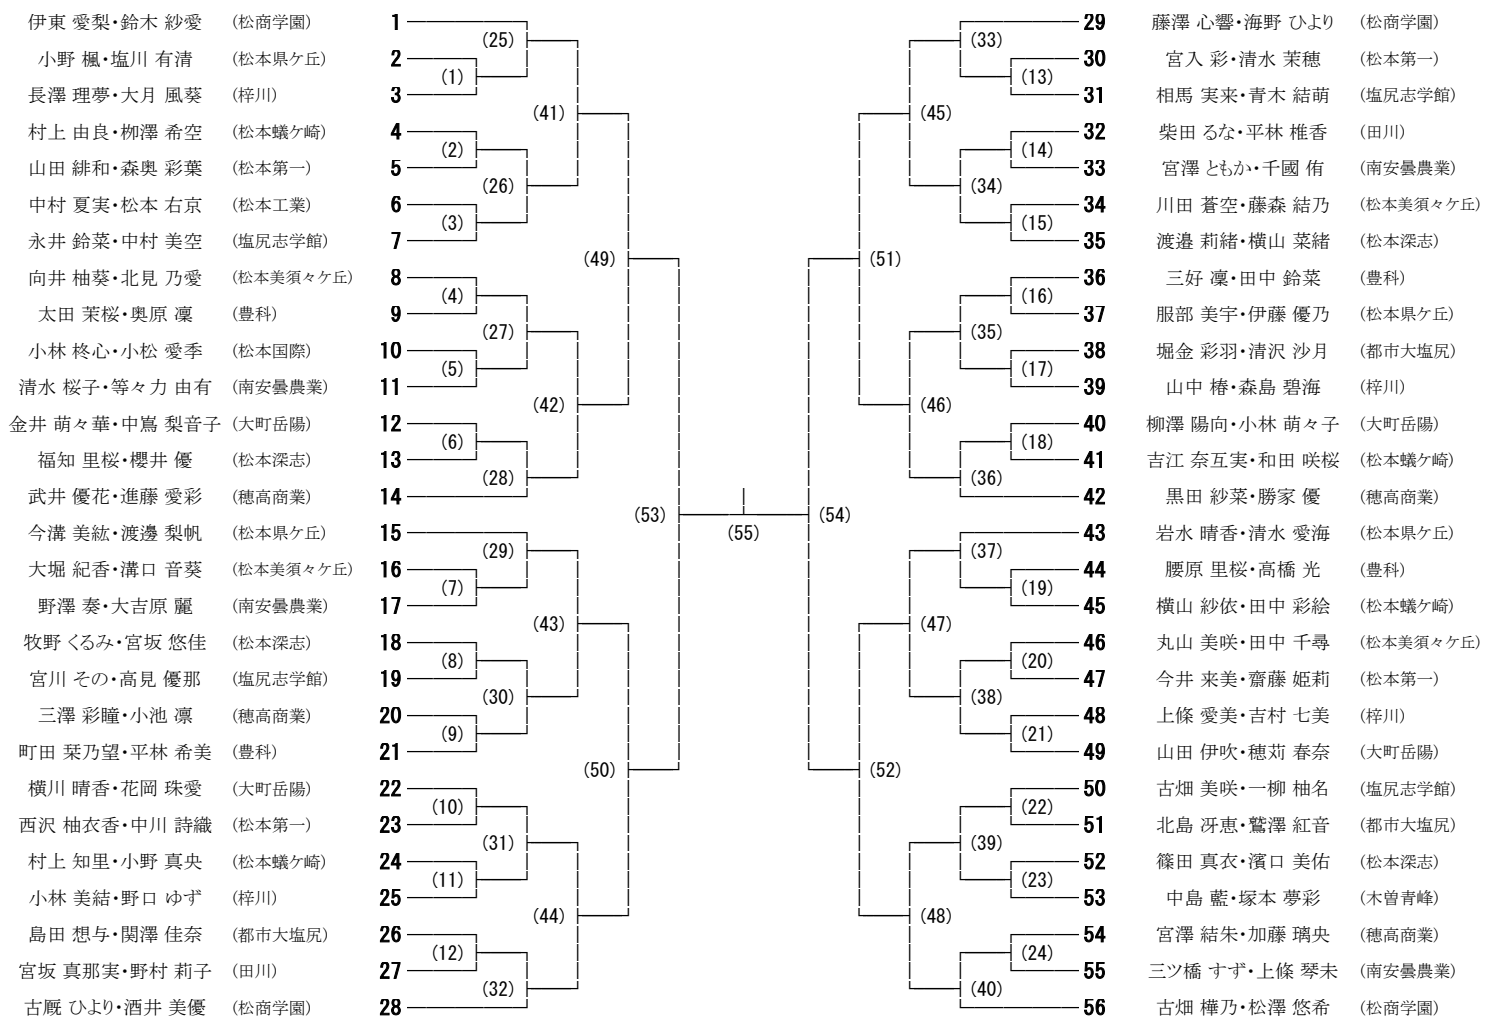 伊東 愛梨・鈴木 紗愛 (松商学園) 1
小野 楓・塩川 有清 (松本県ケ丘) 2
長澤 理夢・大月 風葵 (梓川) 3
村上 由良・栁澤 希空 (松本蟻ケ崎) 4
山田 緋和・森奥 彩葉 (松本第一) 5
中村 夏実・松本 右京 (松本工業) 6
永井 鈴菜・中村 美空 (塩尻志学館) 7
向井 柚葵・北見 乃愛 (松本美須々ケ丘) 8
太田 茉桜・奥原 凜 (豊科) 9
小林 柊心・小松 愛季 (松本国際) 10
清水 桜子・等々力 由有 (南安曇農業) 11
金井 萌々華・中嶌 梨音子 (大町岳陽) 12
福知 里桜・櫻井 優 (松本深志) 13
武井 優花・進藤 愛彩 (穂高商業) 14
今溝 美紘・渡邉 梨帆 (松本県ケ丘) 15
大堀 紀香・溝口 音葵 (松本美須々ケ丘) 16
野澤 奏・大吉原 麗 (南安曇農業) 17
牧野 くるみ・宮坂 悠佳 (松本深志) 18
宮川 その・高見 優那 (塩尻志学館) 19
三澤 彩瞳・小池 凛 (穂高商業) 20
町田 栞乃望・平林 希美 (豊科) 21
横川 晴香・花岡 珠愛 (大町岳陽) 22
西沢 柚衣香・中川 詩織 (松本第一) 23
村上 知里・小野 真央 (松本蟻ケ崎) 24
小林 美結・野口 ゆず (梓川) 25
島田 想与・関澤 佳奈 (都市大塩尻) 26
宮坂 真那実・野村 莉子 (田川) 27
古厩 ひより・酒井 美優 (松商学園) 28
(1)
(2)
(3)
(4)
(5)
(6)
(7)
(8)
(9)
(10)
(11)
(12)
(25)
(26)
(27)
(28)
(29)
(30)
(31)
(32)
(41)
(42)
(43)
(44)
(49)
(50)
(53)
(55)
(54)
(51)
(52)
(45)
(46)
(47)
(48)
(33)
(34)
(35)
(36)
(37)
(38)
(39)
(40)
(13)
(14)
(15)
(16)
(17)
(18)
(19)
(20)
(21)
(22)
(23)
(24)
29 藤澤 心響・海野 ひより (松商学園)
30 宮入 彩・清水 茉穂 (松本第一)
31 相馬 実来・青木 結萌 (塩尻志学館)
32 柴田 るな・平林 椎香 (田川)
33 宮澤 ともか・千國 侑 (南安曇農業)
34 川田 蒼空・藤森 結乃 (松本美須々ケ丘)
35 渡邉 莉緒・横山 菜緒 (松本深志)
36 三好 凜・田中 鈴菜 (豊科)
37 服部 美宇・伊藤 優乃 (松本県ケ丘)
38 堀金 彩羽・清沢 沙月 (都市大塩尻)
39 山中 椿・森島 碧海 (梓川)
40 柳澤 陽向・小林 萌々子 (大町岳陽)
41 吉江 奈互実・和田 咲桜 (松本蟻ケ崎)
42 黒田 紗菜・勝家 優 (穂高商業)
43 岩水 晴香・清水 愛海 (松本県ケ丘)
44 腰原 里桜・高橋 光 (豊科)
45 横山 紗依・田中 彩絵 (松本蟻ケ崎)
46 丸山 美咲・田中 千尋 (松本美須々ケ丘)
47 今井 来美・齋藤 姫莉 (松本第一)
48 上條 愛美・吉村 七美 (梓川)
49 山田 伊吹・穂苅 春奈 (大町岳陽)
50 古畑 美咲・一柳 柚名 (塩尻志学館)
51 北島 冴恵・鷲澤 紅音 (都市大塩尻)
52 篠田 真衣・濱口 美佑 (松本深志)
53 中島 藍・塚本 夢彩 (木曽青峰)
54 宮澤 結朱・加藤 璃央 (穂高商業)
55 三ツ橋 すず・上條 琴未 (南安曇農業)
56 古畑 樺乃・松澤 悠希 (松商学園)